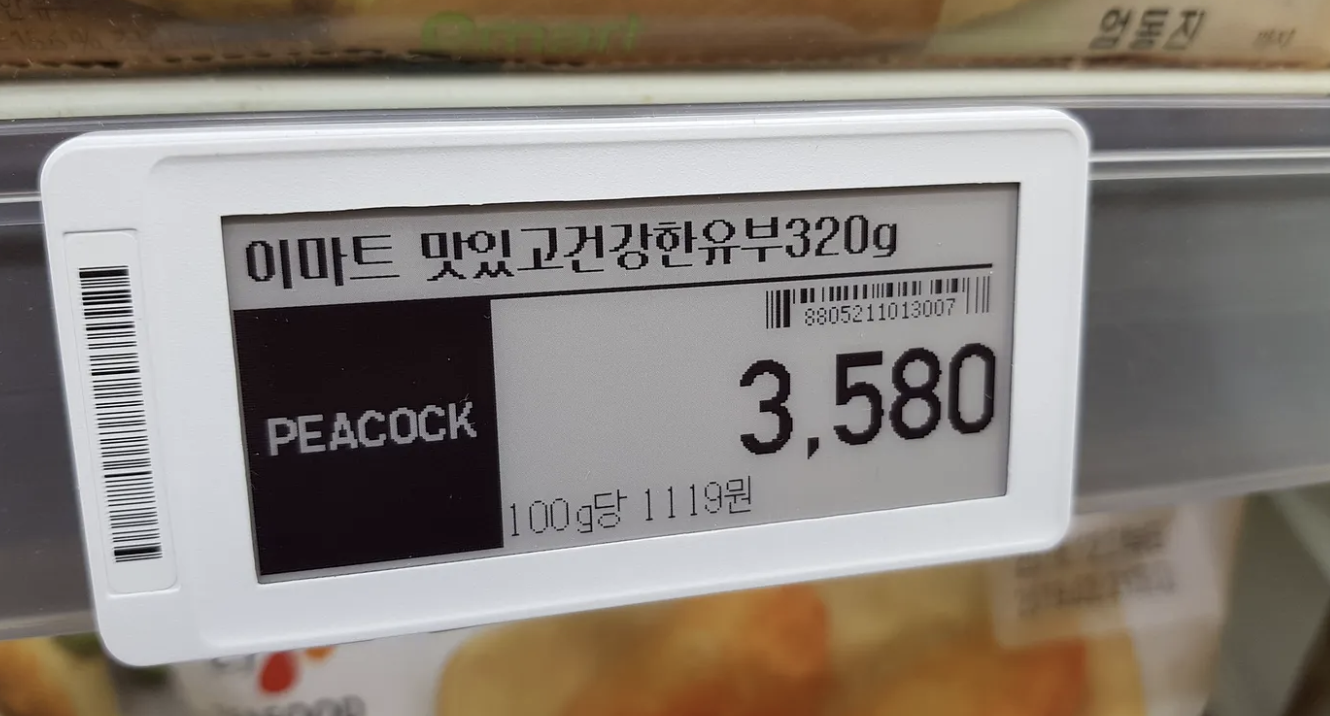 emart
이마트 맛있고건강한유부320g
8805211013007
PEACOCK
3,580
100g당 1119원